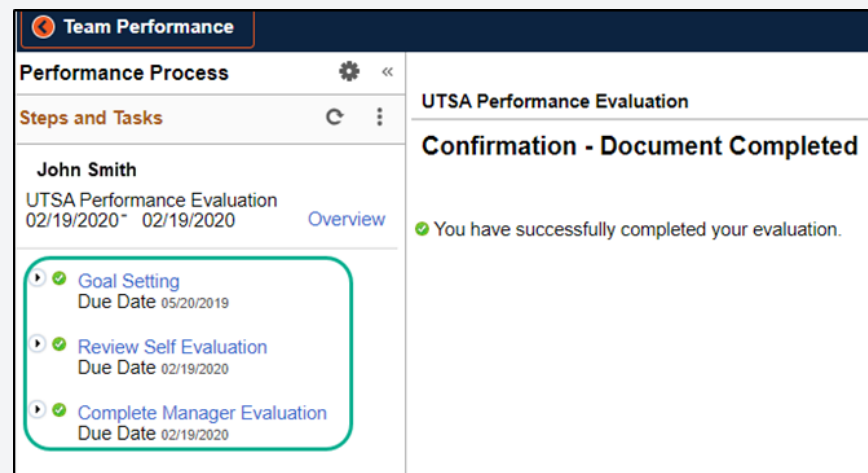 Team Performance
Performance Process
«
Steps and Tasks
John Smith
UTSA Performance Evaluation
02/19/2020 - 02/19/2020
Overview
Goal Setting
Due Date 05/20/2019
Review Self Evaluation
Due Date 02/19/2020
Complete Manager Evaluation
Due Date 02/19/2020
UTSA Performance Evaluation
Confirmation - Document Completed
You have successfully completed your evaluation.